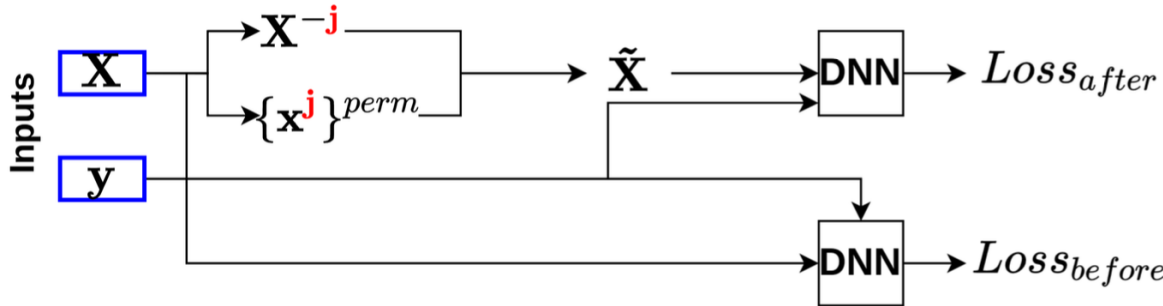 Inputs
X
y
X^{-j}
{x^j}^{perm}
X̃
DNN
Loss_{after}
DNN
Loss_{before}